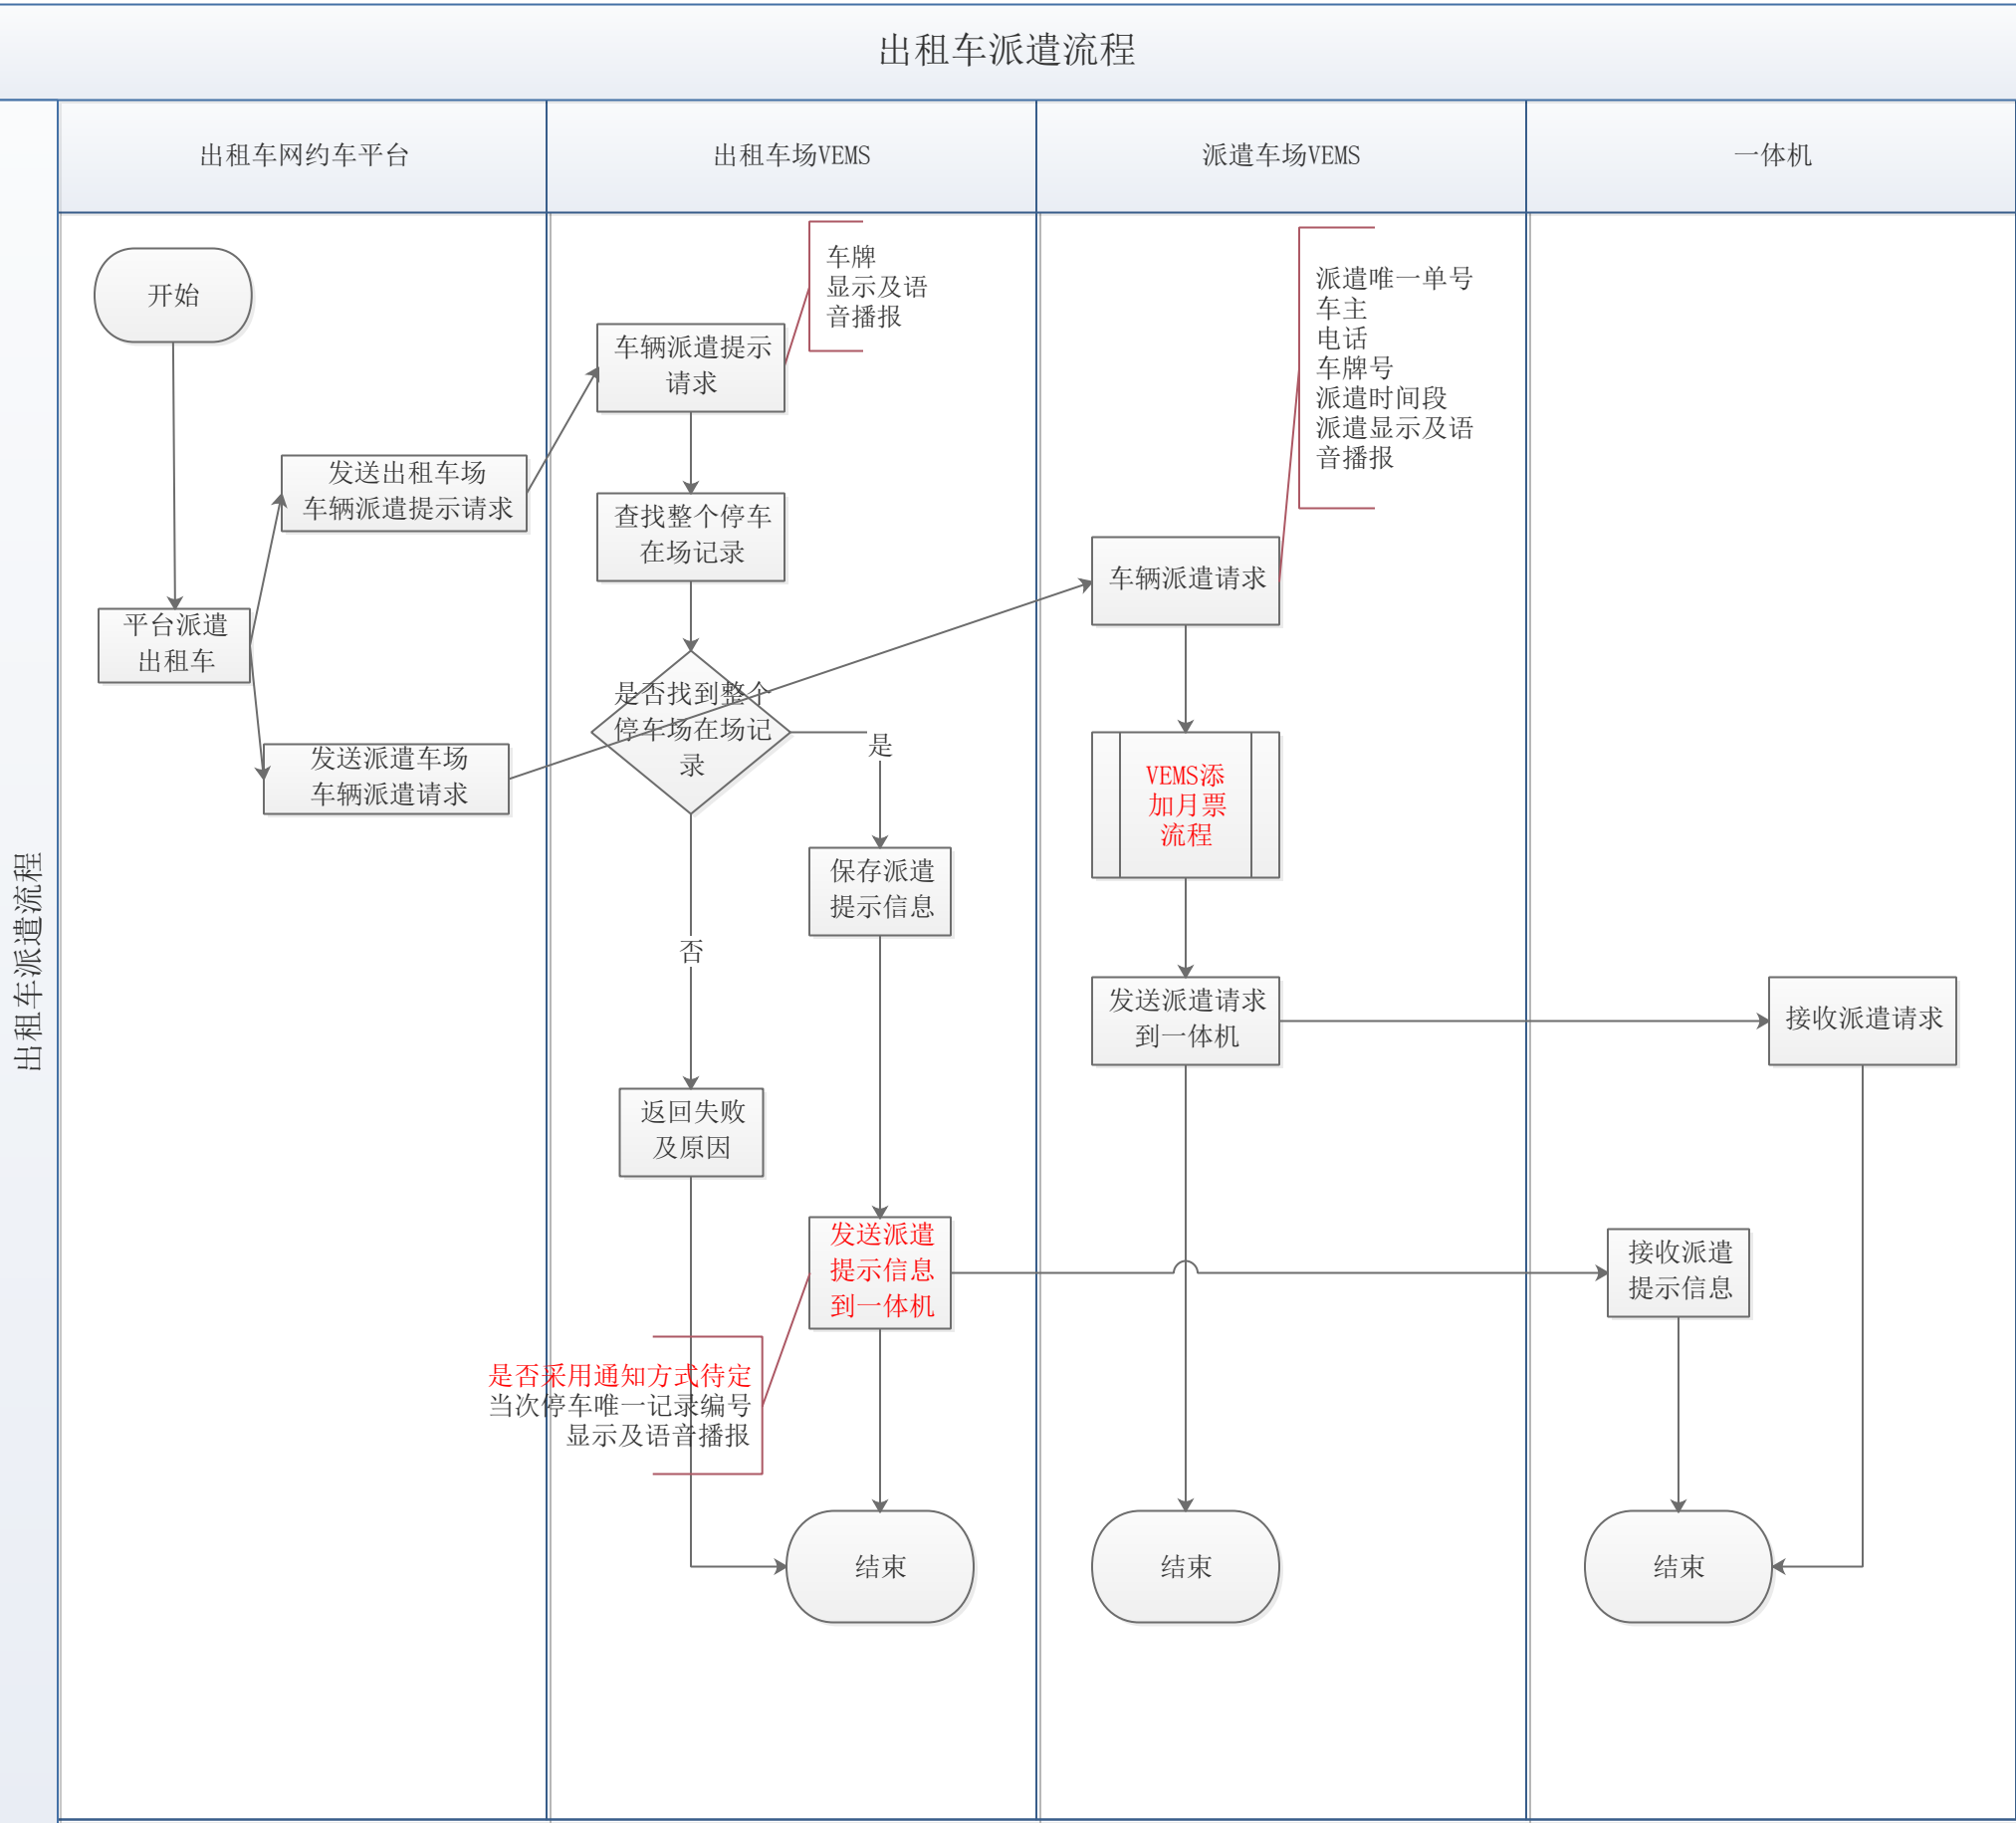 出租车派遣流程
出租车派遣流程
出租车网约车平台
出租车场VEMS
派遣车场VEMS
一体机
开始
平台派遣
出租车
发送出租车场
车辆派遣提示请求
发送派遣车场
车辆派遣请求
车牌
显示及语
音播报
车辆派遣提示
请求
查找整个停车
在场记录
是否找到整个
停车场在场记
录
是
否
保存派遣
提示信息
返回失败
及原因
发送派遣
提示信息
到一体机
是否采用通知方式待定
当次停车唯一记录编号
显示及语音播报
结束
派遣唯一单号
车主
电话
车牌号
派遣时间段
派遣显示及语
音播报
车辆派遣请求
VEMS添
加月票
流程
发送派遣请求
到一体机
结束
接收派遣请求
接收派遣
提示信息
结束